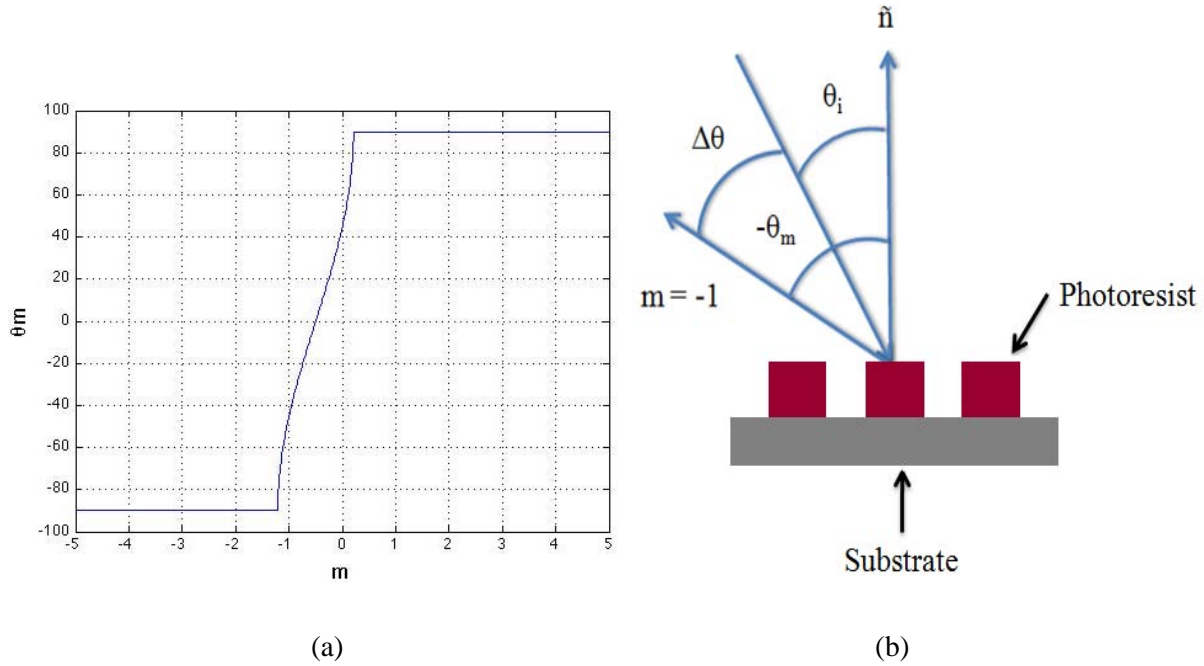 100
80
60
40
20
0
-20
-40
-60
-80
-100
θm
-5 -4 -3 -2 -1 0 1 2 3 4 5
m
(a)
ñ
θi
Δθ
-θm
m = -1
Photoresist
Substrate
(b)